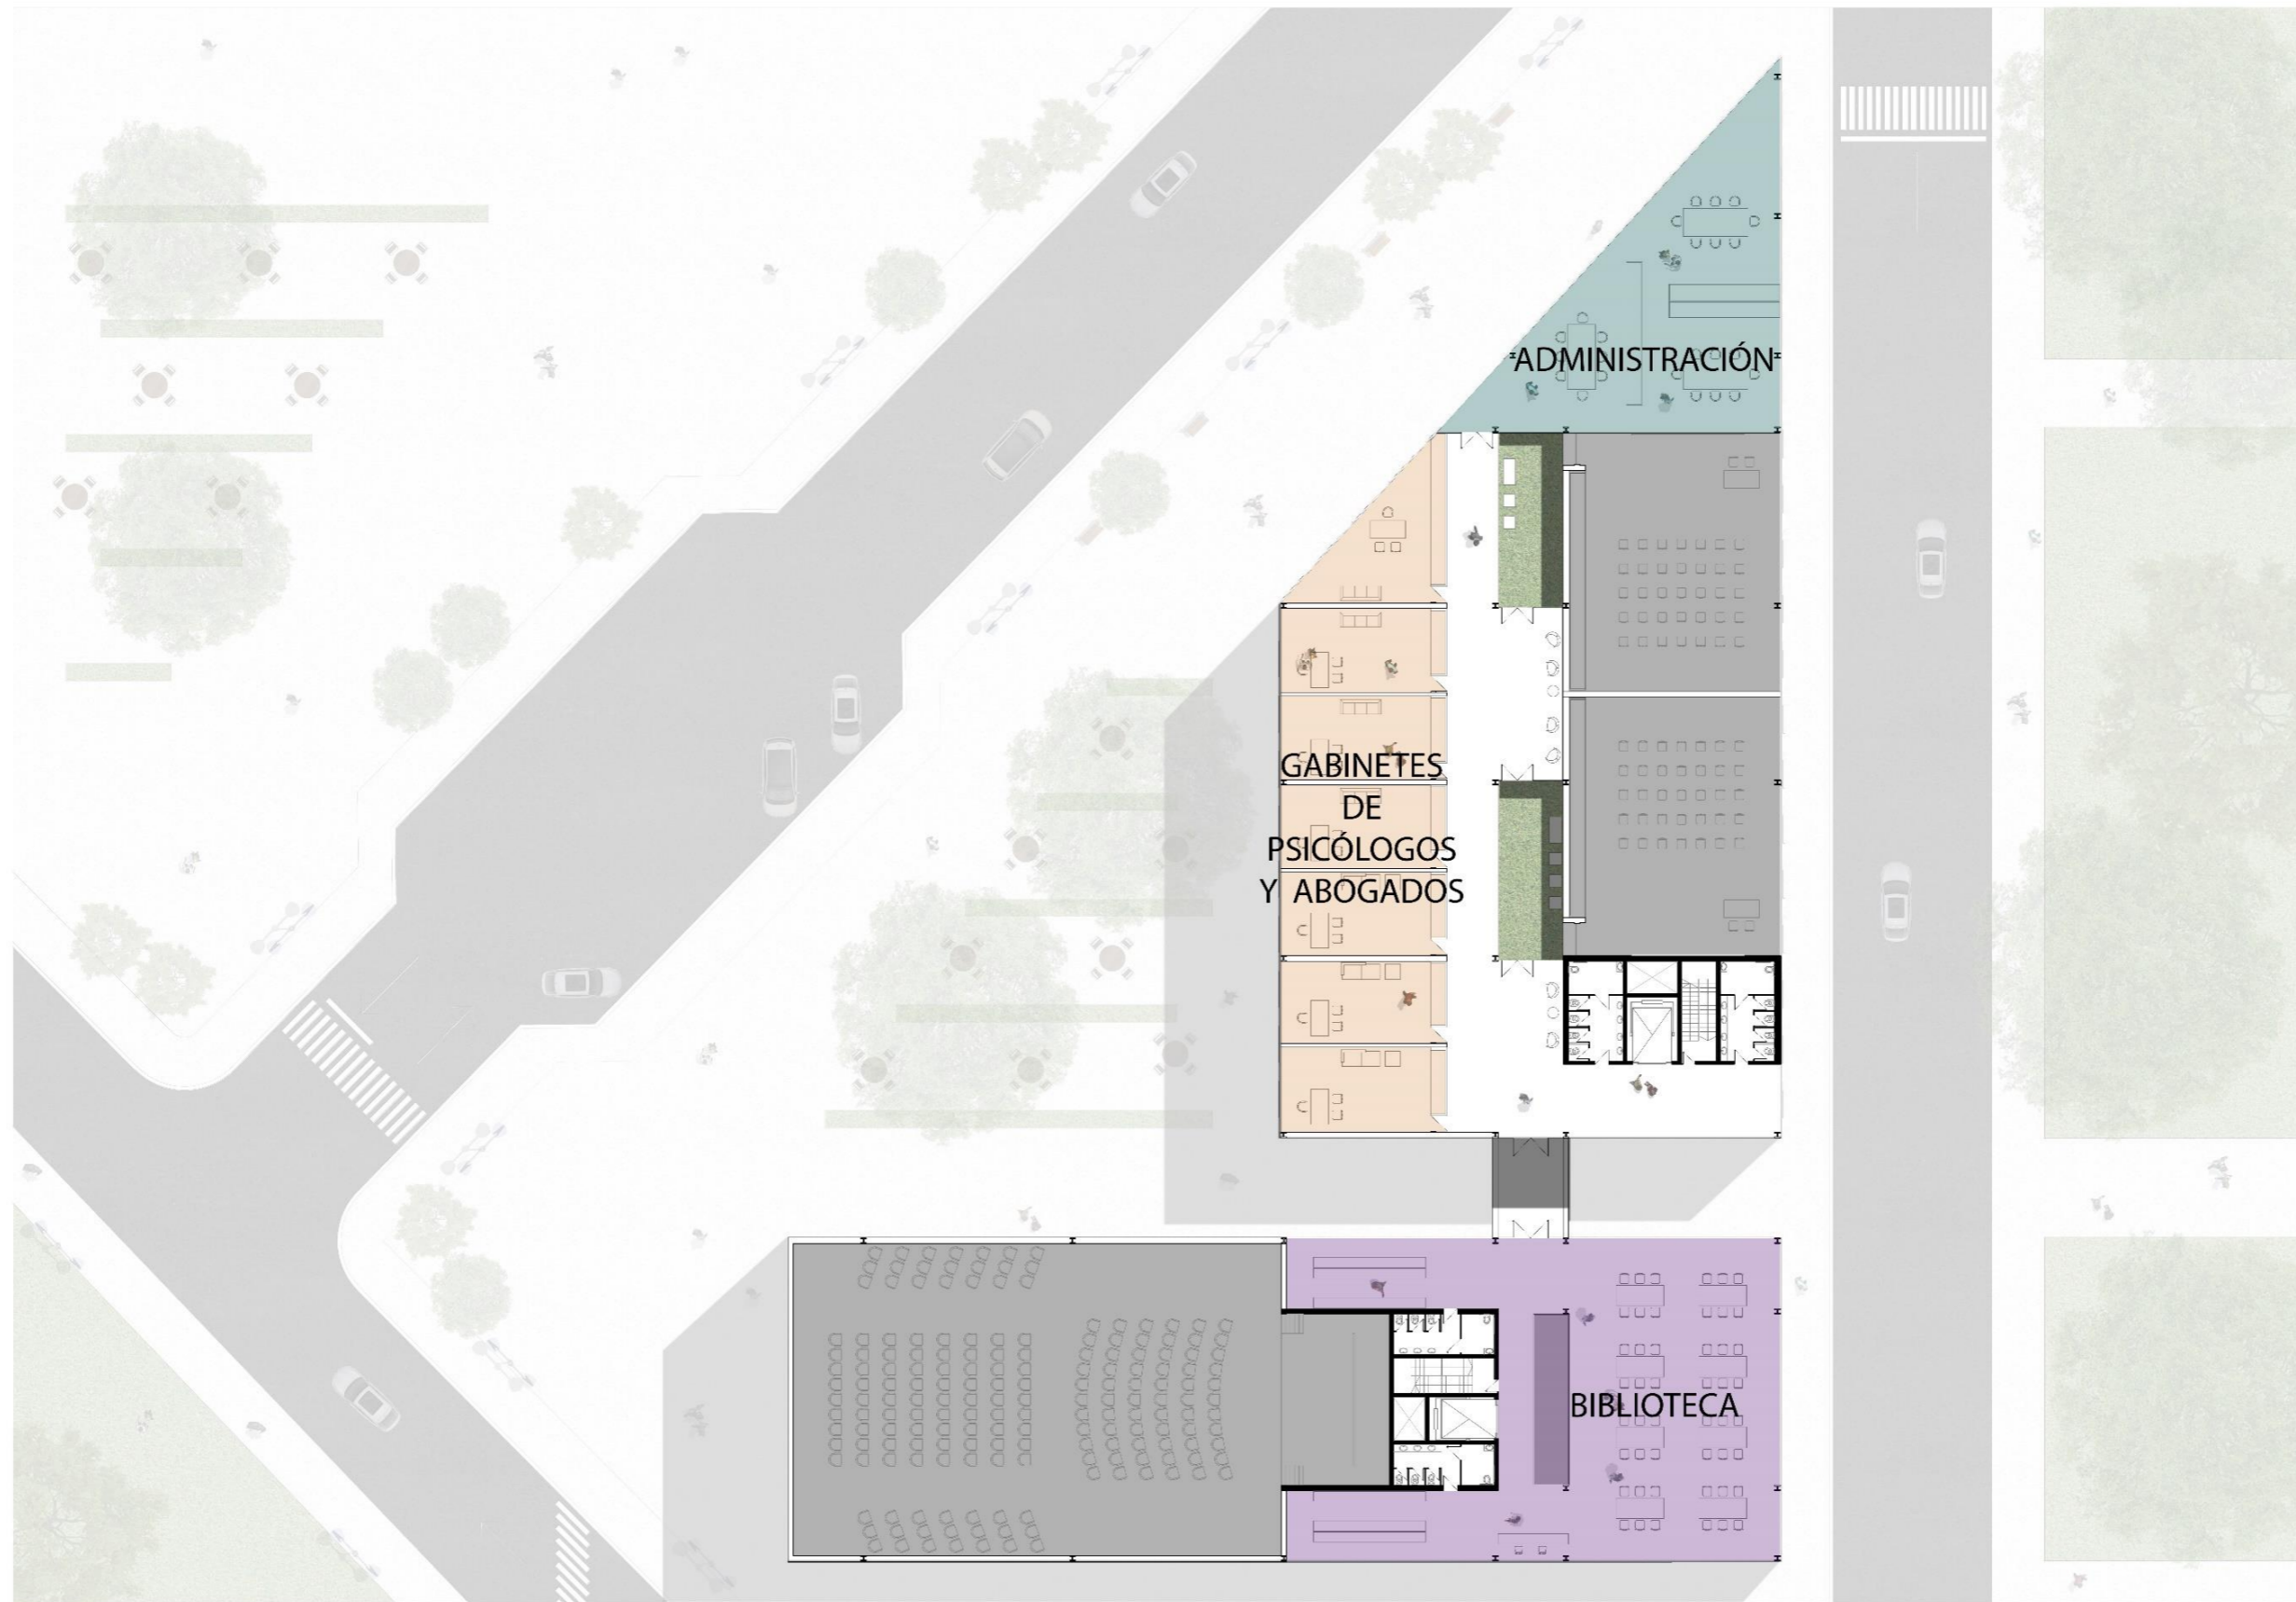 ADMINISTRACIÓN
GABINETES
DE
PSICÓLOGOS
Y ABOGADOS
BIBLIOTECA